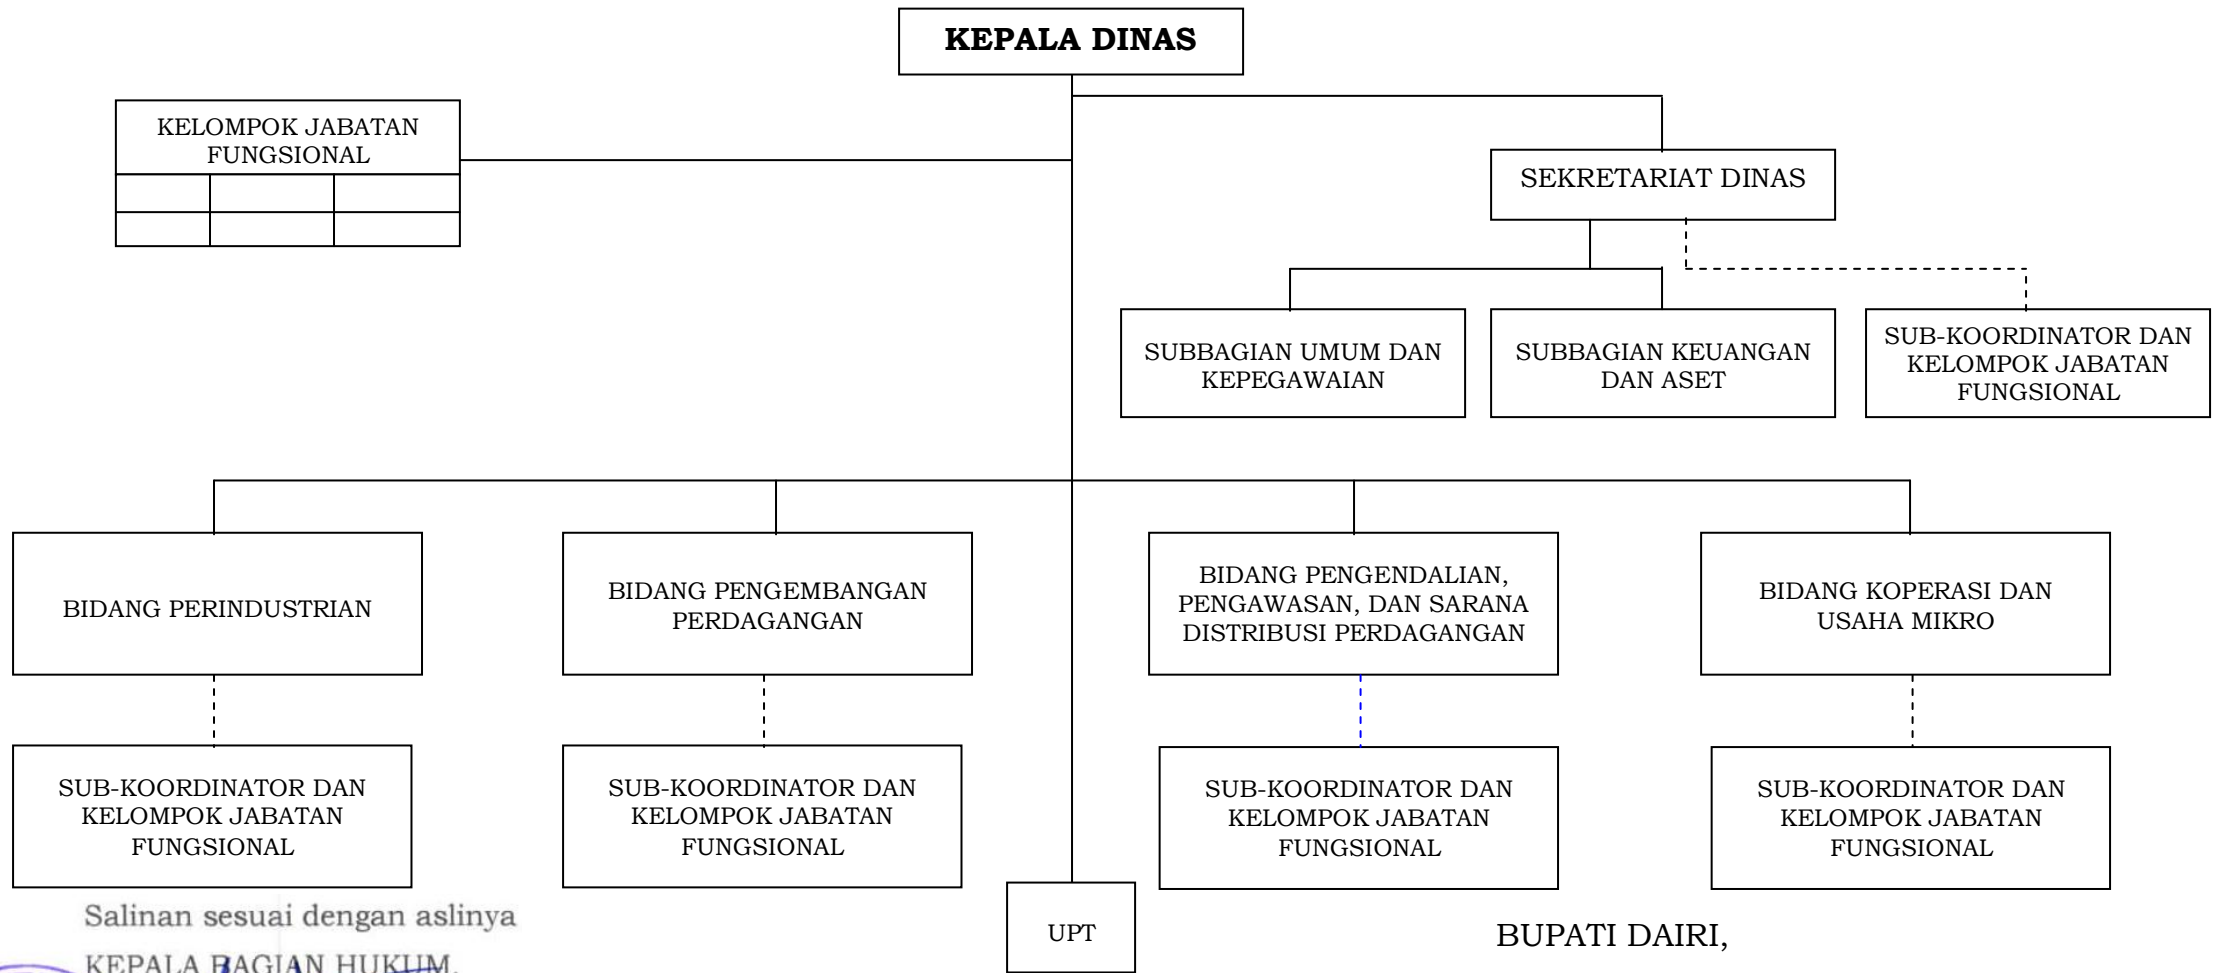 KEPALA DINAS
KELOMPOK JABATAN
FUNGSIONAL
SEKRETARIAT DINAS
SUBBAGIAN UMUM DAN
KEPEGAWAIAN
SUBBAGIAN KEUANGAN
DAN ASET
SUB-KOORDINATOR DAN
KELOMPOK JABATAN
FUNGSIONAL
BIDANG PERINDUSTRIAN
BIDANG PENGEMBANGAN
PERDAGANGAN
BIDANG PENGENDALIAN,
PENGAWASAN, DAN SARANA
DISTRIBUSI PERDAGANGAN
BIDANG KOPERASI DAN
USAHA MIKRO
SUB-KOORDINATOR DAN
KELOMPOK JABATAN
FUNGSIONAL
SUB-KOORDINATOR DAN
KELOMPOK JABATAN
FUNGSIONAL
SUB-KOORDINATOR DAN
KELOMPOK JABATAN
FUNGSIONAL
SUB-KOORDINATOR DAN
KELOMPOK JABATAN
FUNGSIONAL
UPT
Salinan sesuai dengan aslinya
KEPALA BAGIAN HUKUM,
BUPATI DAIRI,